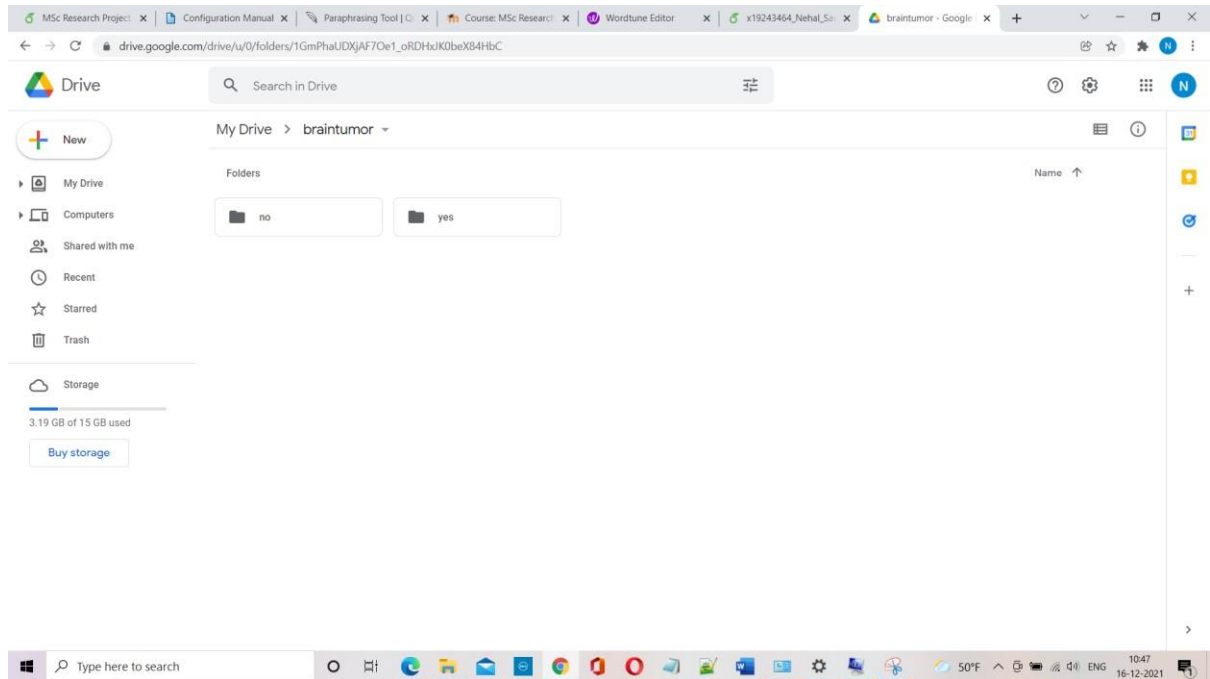 MSc Research Project
Configuration Manual
Paraphrasing Tool
Course: MSc Research
Wordtune Editor
x19243464_Nehal_Sa
braintumor - Google
drive.google.com/drive/u/0/folders/1GmPhaUDXjAF7Oe1_oRDHxJK0beX84HbC
N
Drive
Search in Drive
N
New
My Drive > braintumor
31
Folders
Name
My Drive
no
yes
Computers
Shared with me
Recent
Starred
Trash
Storage
3.19 GB of 15 GB used
Buy storage
Type here to search
50°F
ENG
10:47
16-12-2021